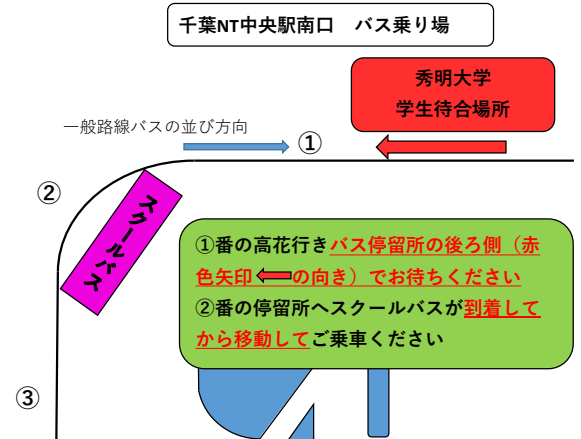 千葉NT中央駅南口　バス乗り場
秀明大学
学生待合場所
一般路線バスの並び方向
①
②
スクールバス
①番の高花行きバス停留所の後ろ側（赤
色矢印の向き）でお待ちください
②番の停留所へスクールバスが到着して
から移動してご乗車ください
③